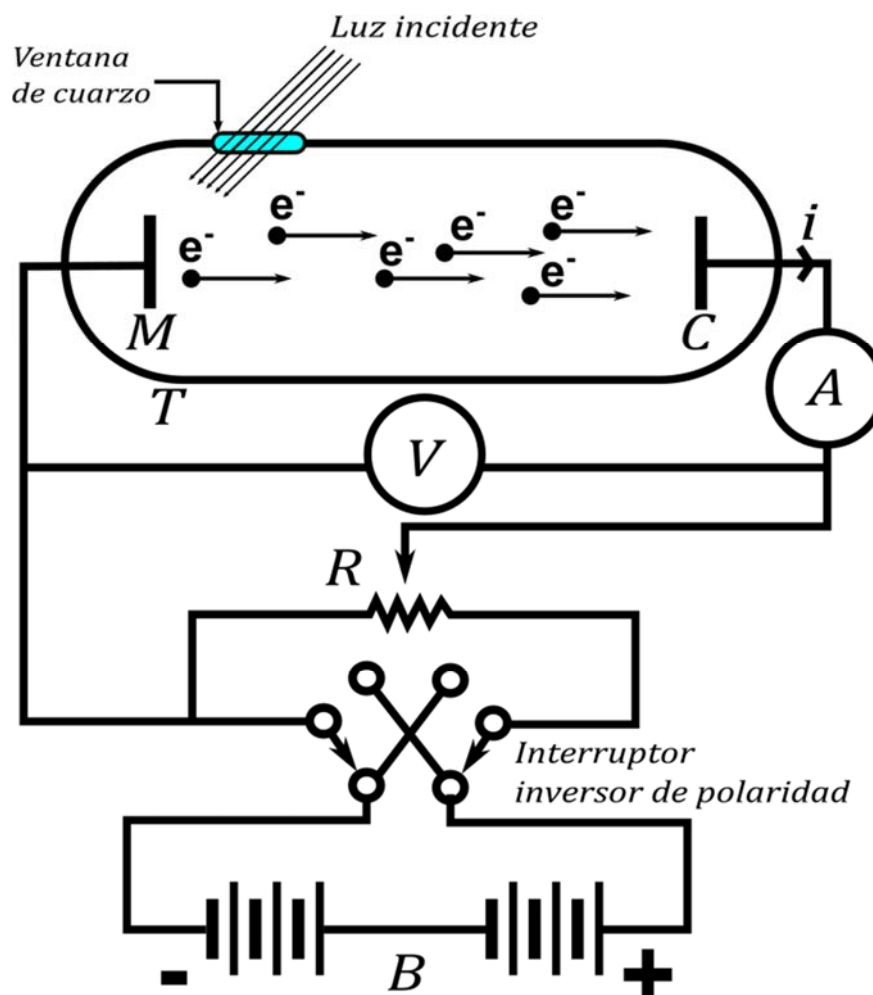 Luz incidente
Ventana
de cuarzo
e⁻
e⁻
e⁻
e⁻
e⁻
e⁻
i
M
C
T
A
V
R
Interruptor
inversor de polaridad
B
-
+